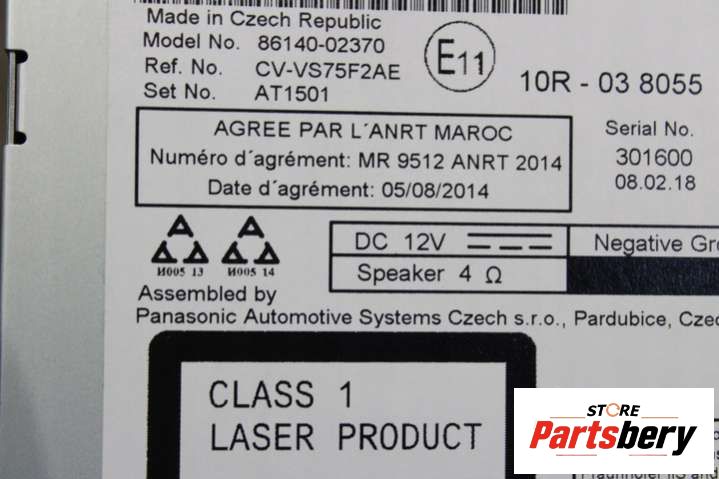 Made in Czech Republic
Model No. 86140-02370
Ref. No. CV-VS75F2AE
Set No. AT1501
E11
10R - 03 8055
AGREE PAR L´ANRT MAROC
Numéro d´agrément: MR 9512 ANRT 2014
Date d´agrément: 05/08/2014
Serial No.
301600
08.02.18
A
A
И005 13
И005 14
DC 12V
Negative
Speaker 4 Ω
Assembled by
Panasonic Automotive Systems Czech s.r.o., Pardubice,
CLASS 1
LASER PRODUCT
STORE
Partsbery